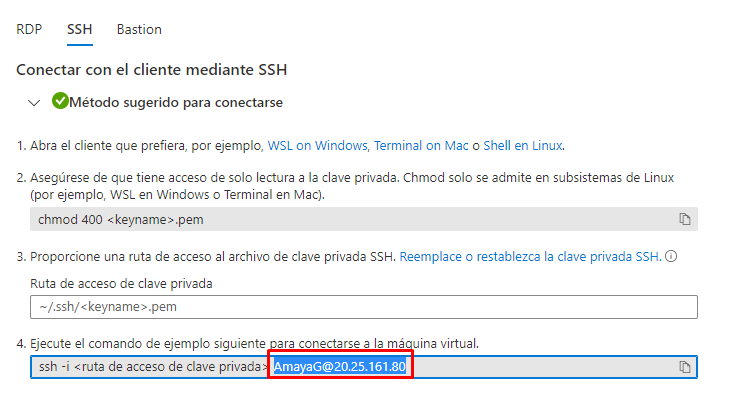 RDP SSH Bastion
Conectar con el cliente mediante SSH
Método sugerido para conectarse
1. Abra el cliente que prefiera, por ejemplo, WSL on Windows, Terminal on Mac o Shell en Linux.
2. Asegúrese de que tiene acceso de solo lectura a la clave privada. Chmod solo se admite en subsistemas de Linux
(por ejemplo, WSL en Windows o Terminal en Mac).
chmod 400 <keyname>.pem
3. Proporcione una ruta de acceso al archivo de clave privada SSH. Reemplace o restablezca la clave privada SSH.
Ruta de acceso de clave privada
~/.ssh/<keyname>.pem
4. Ejecute el comando de ejemplo siguiente para conectarse a la máquina virtual.
ssh -i <ruta de acceso de clave privada> AmayaG@20.25.161.80